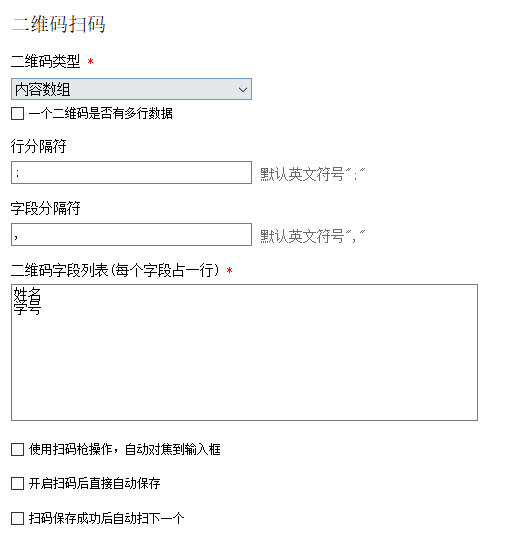 二维码扫码
二维码类型 *
内容数组
一个二维码是否有多行数据
行分隔符
; 默认英文符号";"
字段分隔符
, 默认英文符号","
二维码字段列表(每个字段占一行) *
姓名
学号
使用扫码枪操作，自动对焦到输入框
开启扫码后直接自动保存
扫码保存成功后自动扫下一个